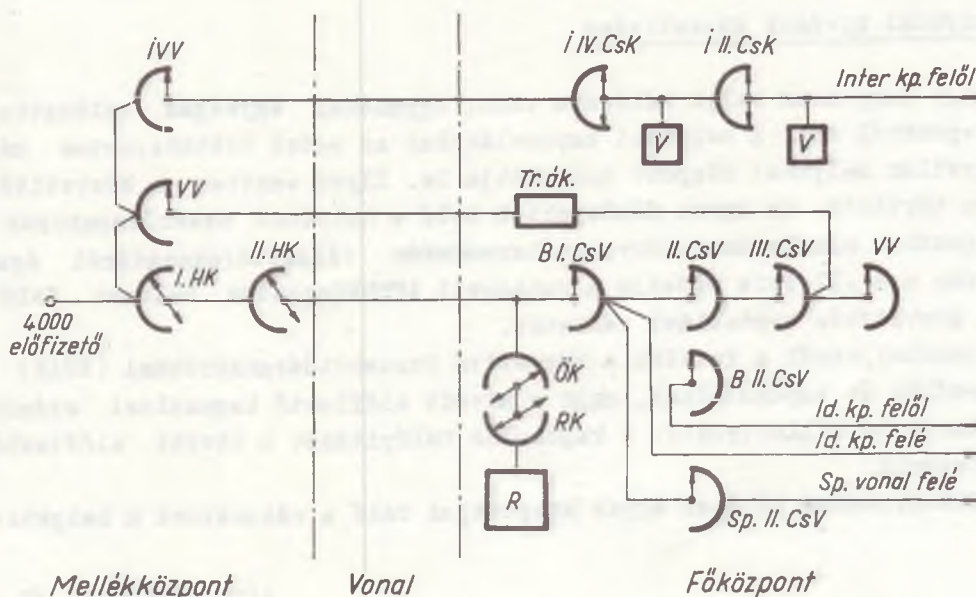 İVV
İ IV. CsK
İ II. CsK
Inter kp. felől
V
V
Tr. ák.
VV
B I. CsV
II. CsV
III. CsV
VV
I. HK
II. HK
4000
előfizető
ÖK
RK
R
B II. CsV
Id. kp. felől
Id. kp. felé
Sp. vonal felé
Sp. II. CsV
Mellékközpont
Vonal
Főközpont